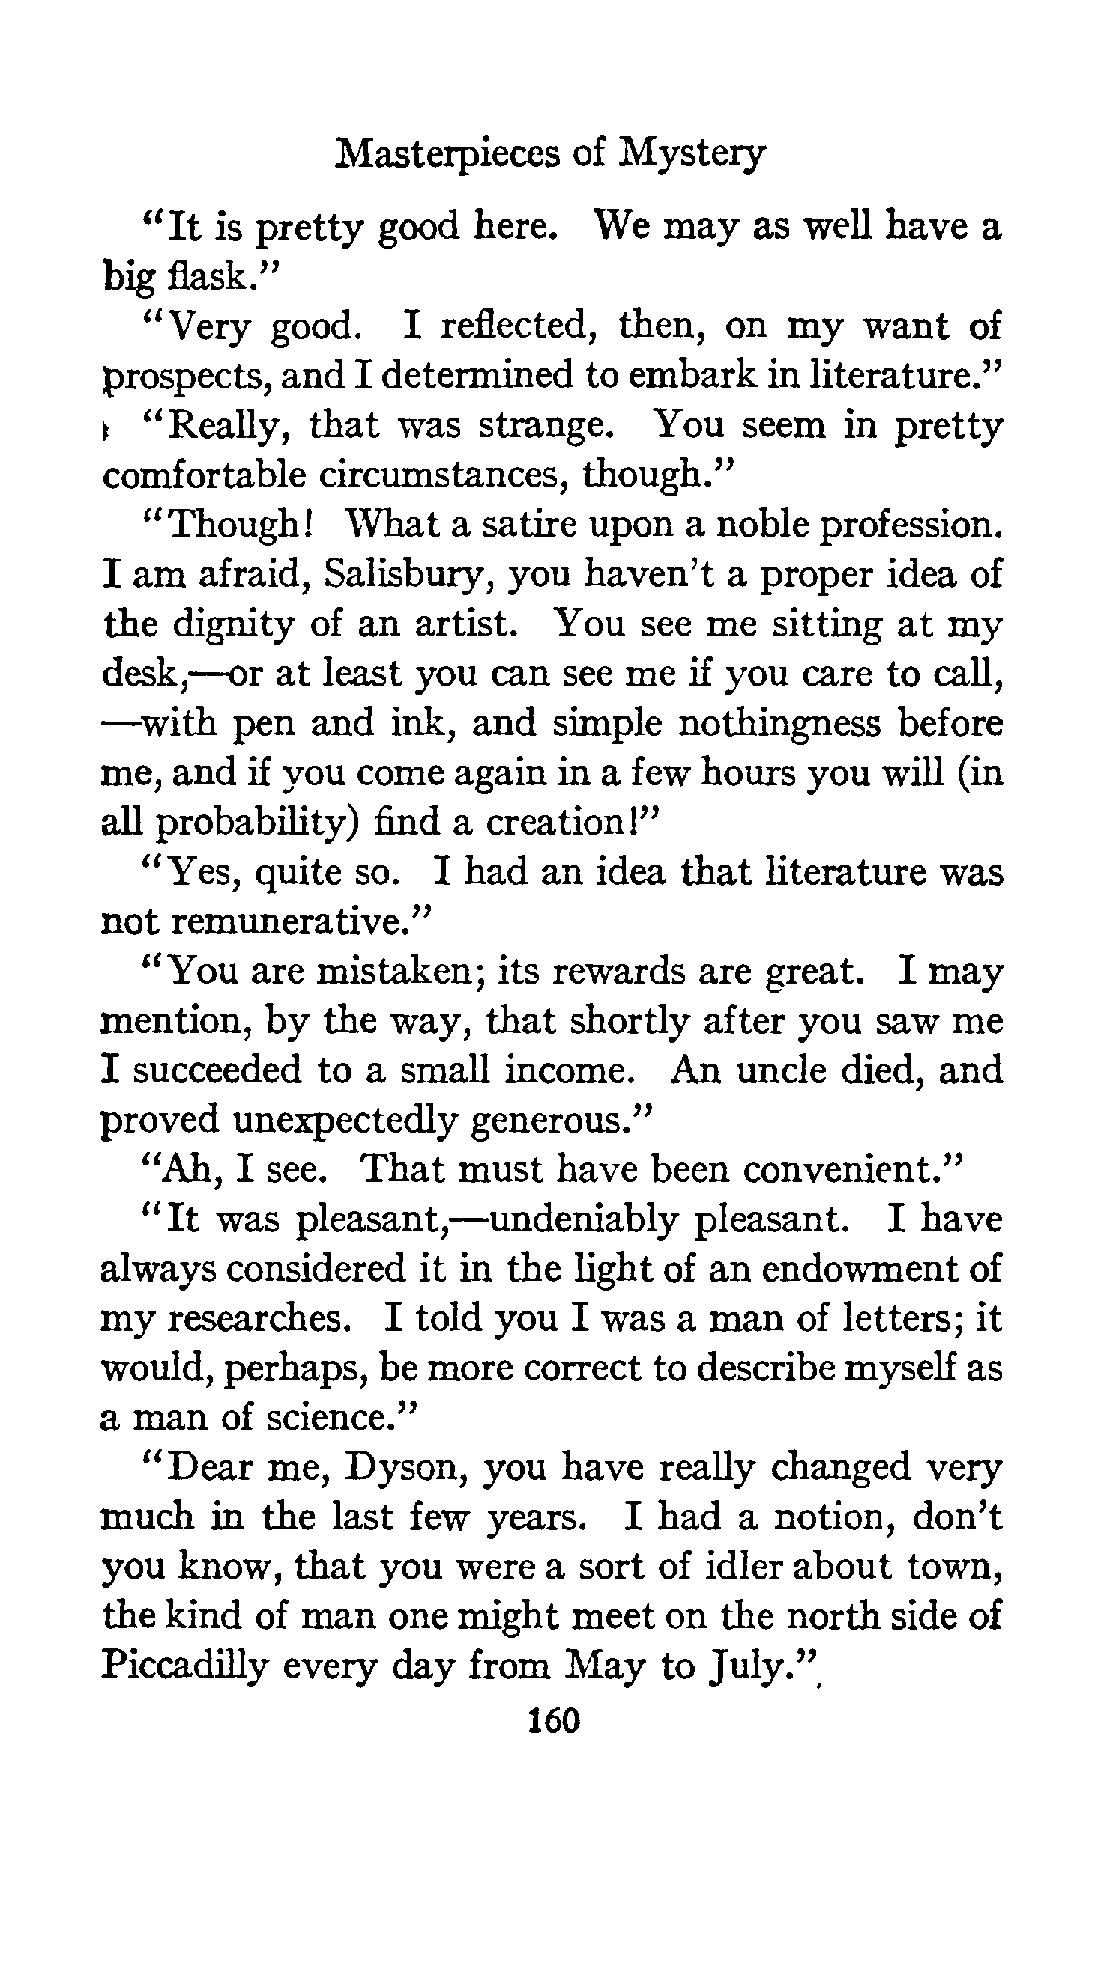 Masterpieces of Mystery
“It is pretty good here. We may as well have a
big flask.”
“Very good. I reflected, then, on my want of
prospects, and I determined to embark in literature.”
“Really, that was strange. You seem in pretty
comfortable circumstances, though.”
“Though! What a satire upon a noble profession.
I am afraid, Salisbury, you haven’t a proper idea of
the dignity of an artist. You see me sitting at my
desk,—or at least you can see me if you care to call,
—with pen and ink, and simple nothingness before
me, and if you come again in a few hours you will (in
all probability) find a creation!”
“Yes, quite so. I had an idea that literature was
not remunerative.”
“You are mistaken; its rewards are great. I may
mention, by the way, that shortly after you saw me
I succeeded to a small income. An uncle died, and
proved unexpectedly generous.”
“Ah, I see. That must have been convenient.”
“It was pleasant,—undeniably pleasant. I have
always considered it in the light of an endowment of
my researches. I told you I was a man of letters; it
would, perhaps, be more correct to describe myself as
a man of science.”
“Dear me, Dyson, you have really changed very
much in the last few years. I had a notion, don’t
you know, that you were a sort of idler about town,
the kind of man one might meet on the north side of
Piccadilly every day from May to July.”
160